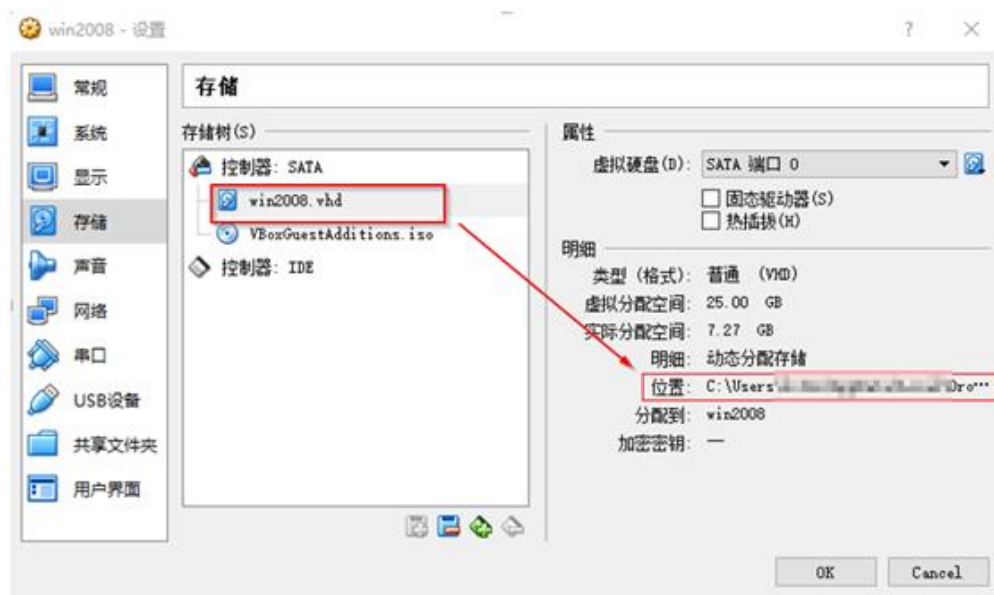 win2008 - 设置
?
常规
系统
显示
存储
声音
网络
串口
USB设备
共享文件夹
用户界面
存储
存储树(S)
控制器: SATA
win2008.vhd
VBoxGuestAdditions.iso
控制器: IDE
属性
虚拟硬盘(D): SATA 端口 0
固态驱动器(S)
热插拔(H)
明细
类型 (格式): 普通 (VHD)
虚拟分配空间: 25.00 GB
实际分配空间: 7.27 GB
明细: 动态分配存储
位置: C:\Users\ Dro…
分配到: win2008
加密密钥: —
OK
Cancel